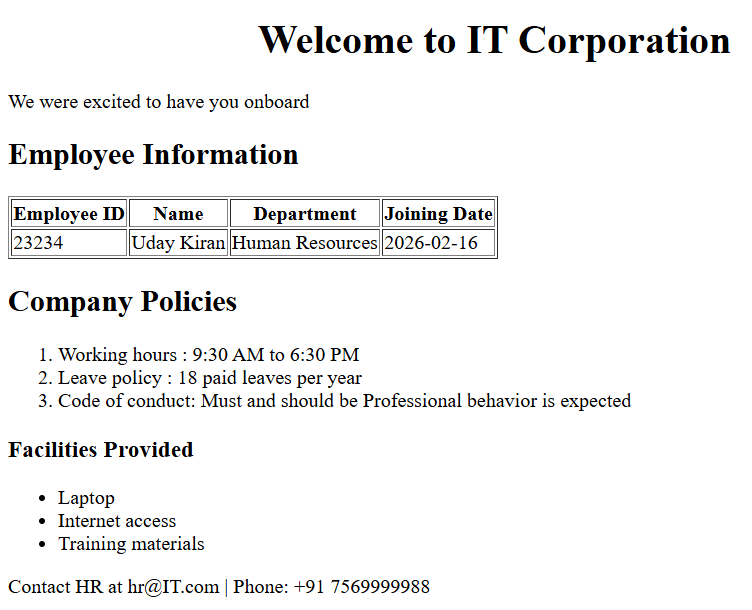 Welcome to IT Corporation
We were excited to have you onboard
Employee Information
Employee ID Name Department Joining Date
23234 Uday Kiran Human Resources 2026-02-16
Company Policies
1. Working hours : 9:30 AM to 6:30 PM
2. Leave policy : 18 paid leaves per year
3. Code of conduct: Must and should be Professional behavior is expected
Facilities Provided
• Laptop
• Internet access
• Training materials
Contact HR at hr@IT.com | Phone: +91 7569999988